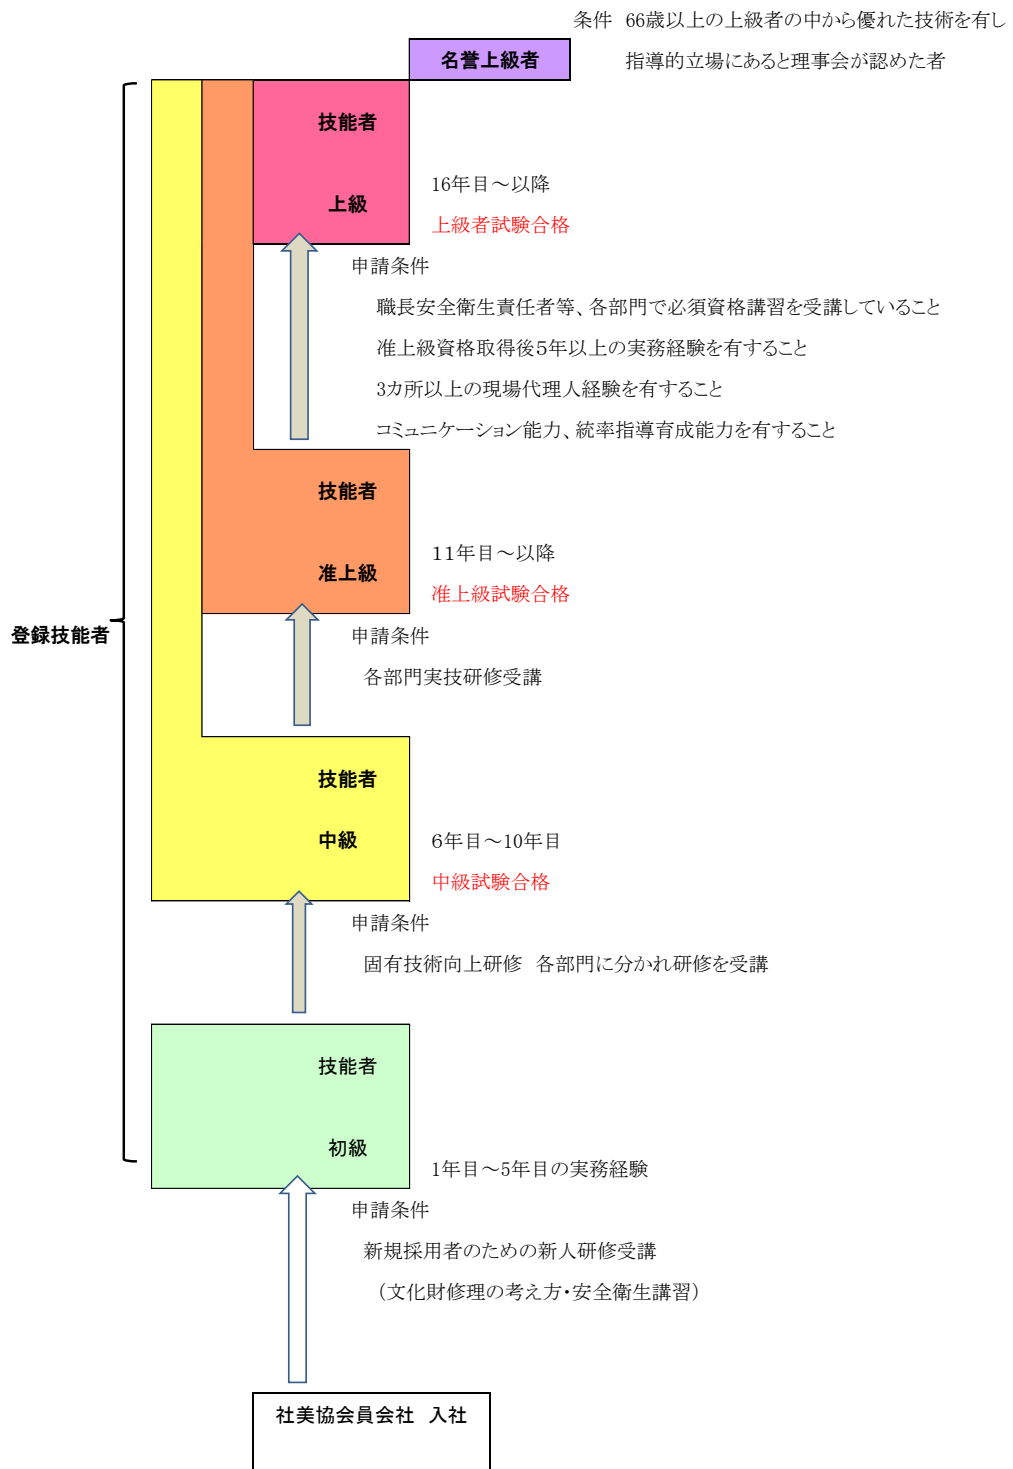 条件 66歳以上の上級者の中から優れた技術を有し
名誉上級者
指導的立場にあると理事会が認めた者
技能者
16年目～以降
上級
上級者試験合格
申請条件
職長安全衛生責任者等、各部門で必須資格講習を受講していること
准上級資格取得後5年以上の実務経験を有すること
3カ所以上の現場代理人経験を有すること
コミュニケーション能力、統率指導育成能力を有すること
技能者
11年目～以降
准上級
准上級試験合格
登録技能者
申請条件
各部門実技研修受講
技能者
中級
6年目～10年目
中級試験合格
申請条件
固有技術向上研修 各部門に分かれ研修を受講
技能者
初級
1年目～5年目の実務経験
申請条件
新規採用者のための新人研修受講
（文化財修理の考え方・安全衛生講習）
社美協会員会社 入社